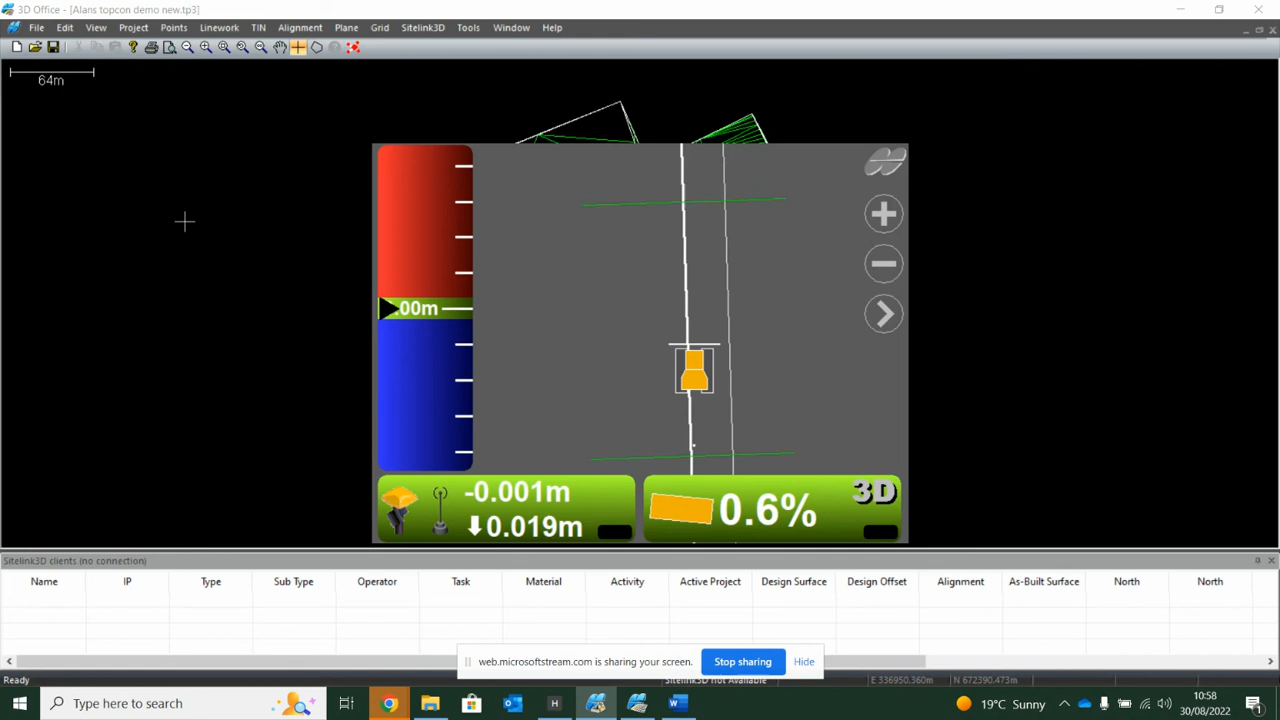 3D Office - [Alans topcon demo new.tp3]
File Edit View Project Points Linework TIN Alignment Plane Grid Sitelink3D Tools Window Help
64m
.00m
-0.001m
0.019m
0.6%
3D
Sitelink3D clients (no connection)
Name IP Type Sub Type Operator Task Material Activity Active Project Design Surface Design Offset Alignment As-Built Surface North North
web.microsoftstream.com is sharing your screen. Stop sharing Hide
Ready Sitelink3D not Available E 336950.360m N 672390.473m
Type here to search
19°C Sunny
10:58
30/08/2022
1